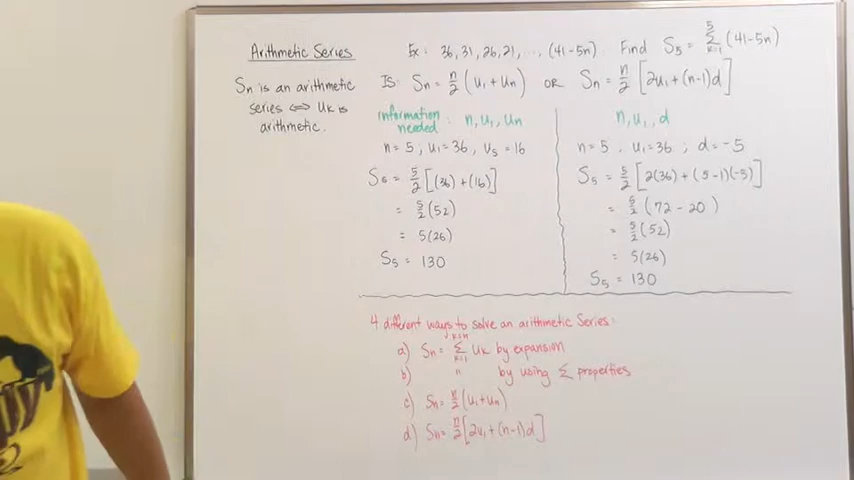 Arithmetic Series
Sn is an arithmetic
series ⟺ Uk is
arithmetic.
Ex: 36, 31, 26, 21, ..., (41-5n). Find S₅ = 5 Σ k=1 (41-5n)
IS: Sn = n/2 (u₁ + un) OR Sn = n/2 [2u₁ + (n-1)d]
information needed : n, u₁, un
n = 5, u₁ = 36, u₅ = 16
S₅ = 5/2 [(36) + (16)]
= 5/2 (52)
= 5(26)
S₅ = 130
n, u₁, d
n = 5, u₁ = 36 ; d = -5
S₅ = 5/2 [2(36) + (5-1)(-5)]
= 5/2 (72 - 20)
= 5/2 (52)
= 5(26)
S₅ = 130
4 different ways to solve an arithmetic Series:
a) Sn = k=n Σ k=1 Uk by expansion
b) " by using Σ properties
c) Sn = n/2 (u₁ + un)
d) Sn = n/2 [2u₁ + (n-1)d]